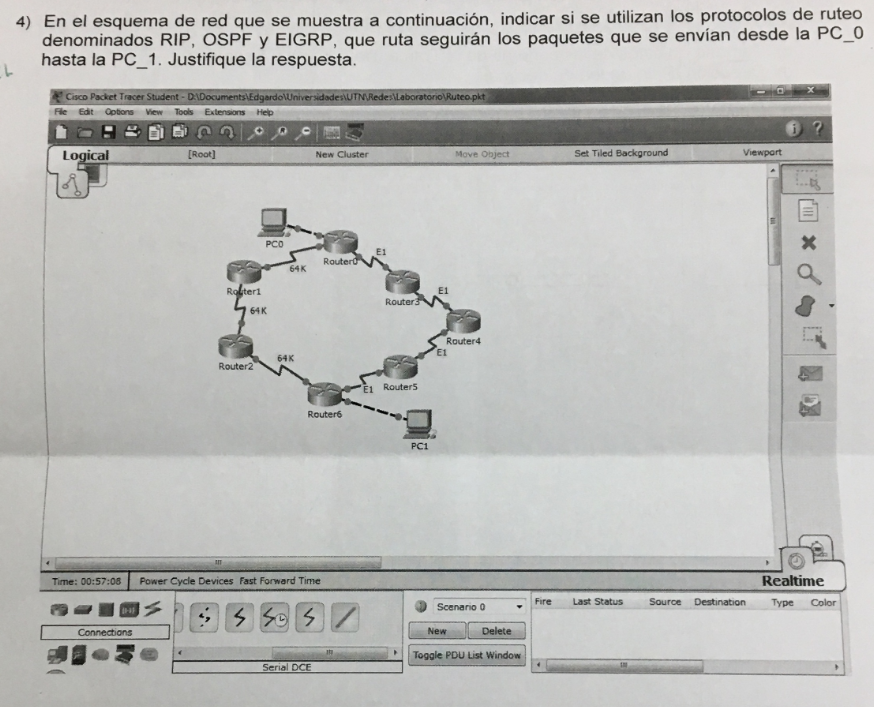 4) En el esquema de red que se muestra a continuación, indicar si se utilizan los protocolos de ruteo
denominados RIP, OSPF y EIGRP, que ruta seguirán los paquetes que se envían desde la PC_0
hasta la PC_1. Justifique la respuesta.
Cisco Packet Tracer Student - D:\Documents\Edgardo\Universidades\UTN\Redes\Laboratorio\Ruteo.pkt
File Edit Options View Tools Extensions Help
Logical [Root] New Cluster Move Object Set Tiled Background Viewport
PC0
Router0
E1
64K
Router1
Router3
E1
64K
Router4
E1
64K
Router2
E1
Router5
Router6
PC1
Time: 00:57:08 Power Cycle Devices Fast Forward Time
Realtime
Scenario 0
Fire Last Status Source Destination Type Color
Connections
New Delete
Toggle PDU List Window
Serial DCE